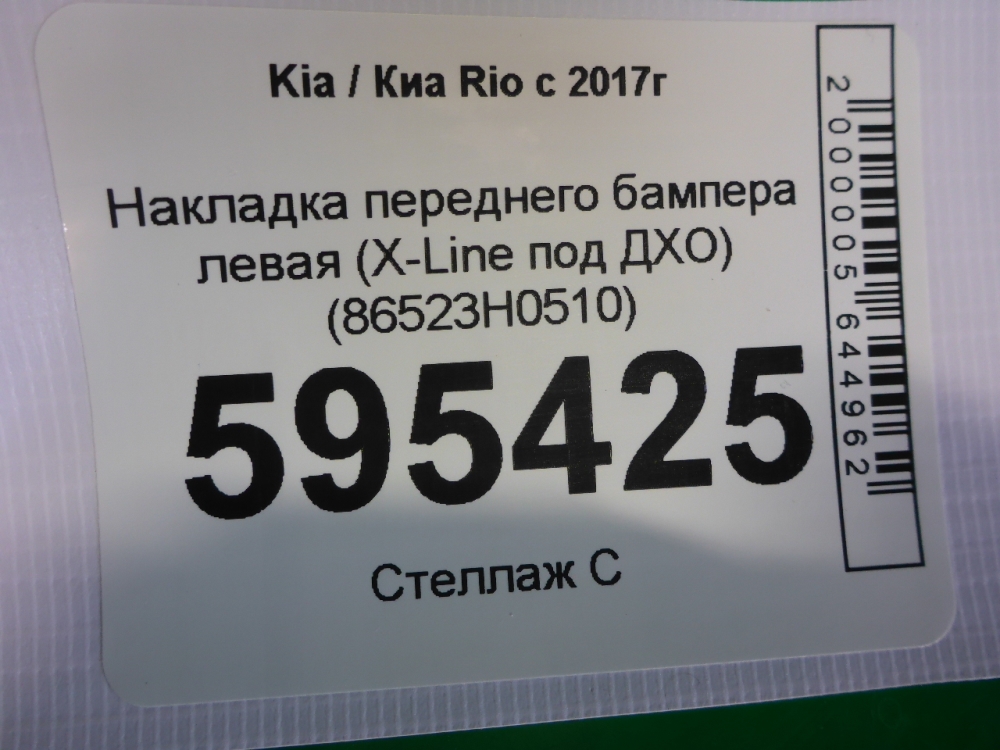 Kia / Киа Rio с 2017г
Накладка переднего бампера
левая (X-Line под ДХО)
(86523H0510)
595425
Стеллаж С
2000005644962